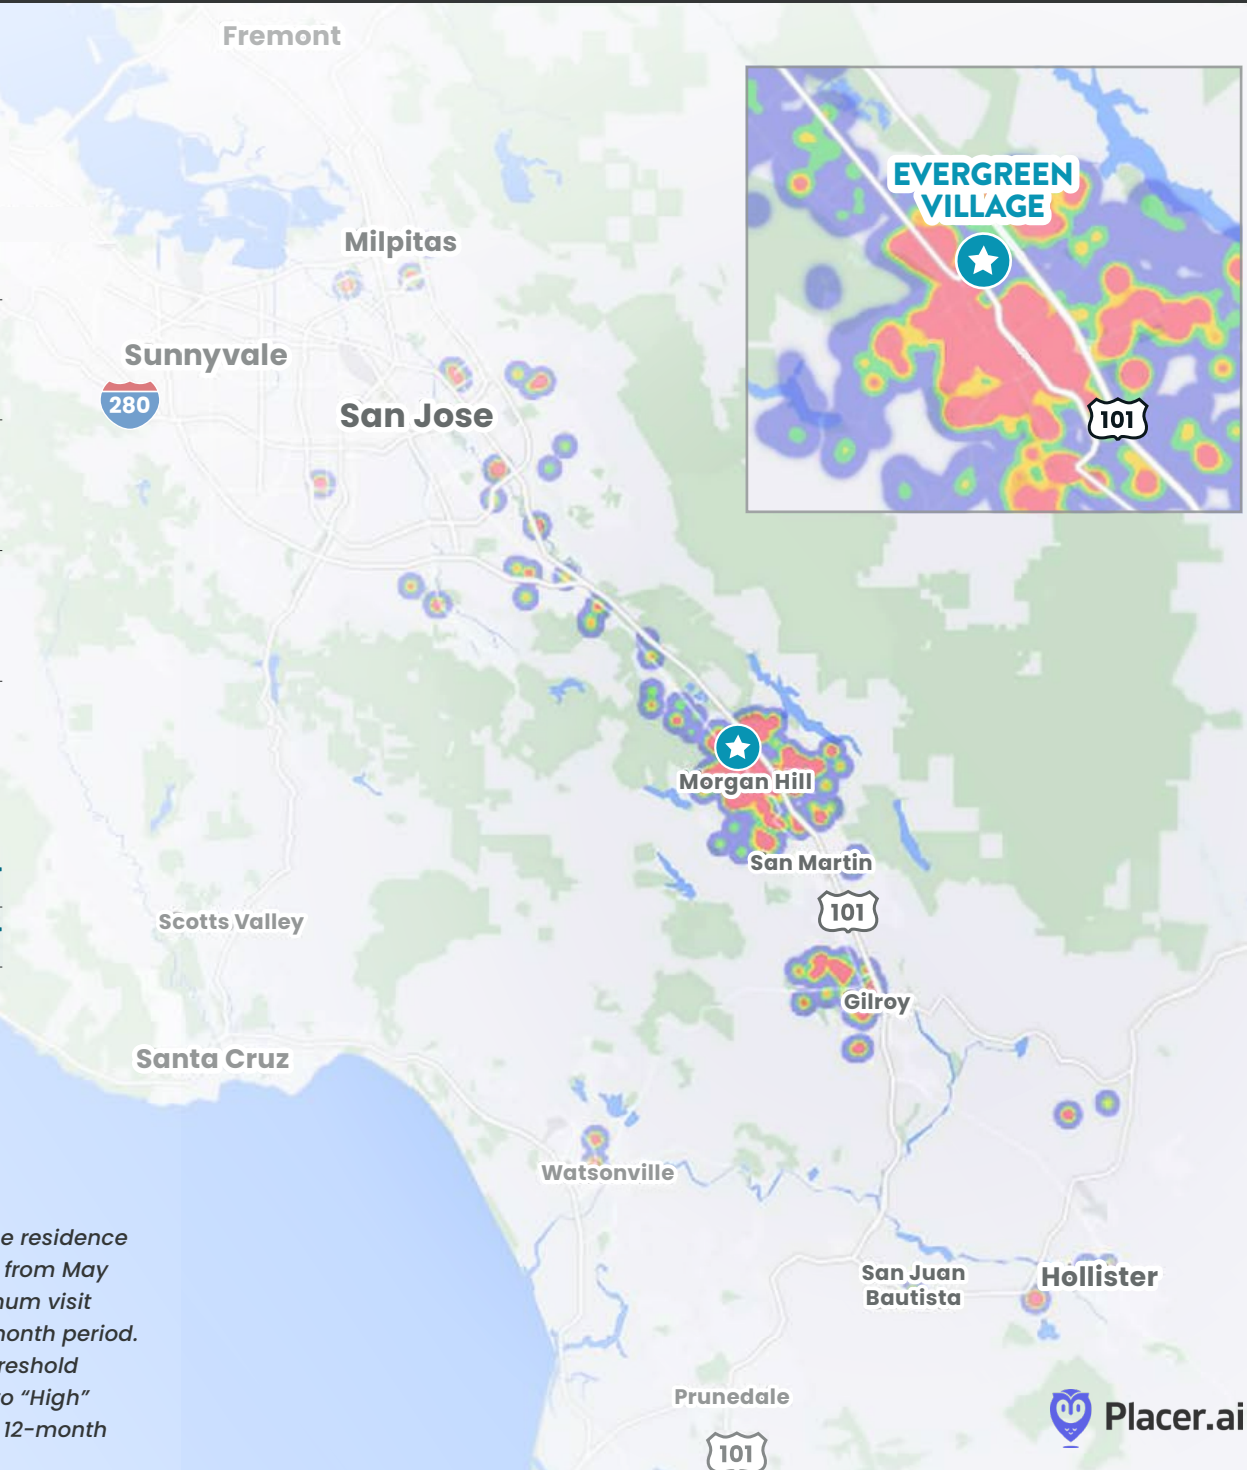 Fremont
EVERGREEN
VILLAGE
101
Milpitas
Sunnyvale
280
San Jose
Morgan Hill
San Martin
101
Scotts Valley
Gilroy
Santa Cruz
Watsonville
San Juan
Bautista
Hollister
Prunedale
101
e residence
from May
num visit
month period.
reshold
o “High”
12-month
Placer.ai